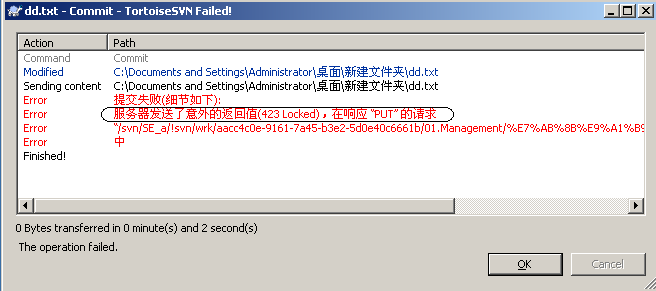 dd.txt - Commit - TortoiseSVN Failed!
Action Path
Command Commit
Modified C:\Documents and Settings\Administrator\桌面\新建文件夹\dd.txt
Sending content C:\Documents and Settings\Administrator\桌面\新建文件夹\dd.txt
Error 提交失败(细节如下):
Error 服务器发送了意外的返回值(423 Locked)，在响应 “PUT” 的请求
Error “/svn/SE_a/!svn/wrk/aacc4c0e-9161-7a45-b3e2-5d0e40c6661b/01.Management/%E7%AB%8B%E9%A1%B9
Error 中
Finished!
0 Bytes transferred in 0 minute(s) and 2 second(s)
The operation failed.
OK Cancel